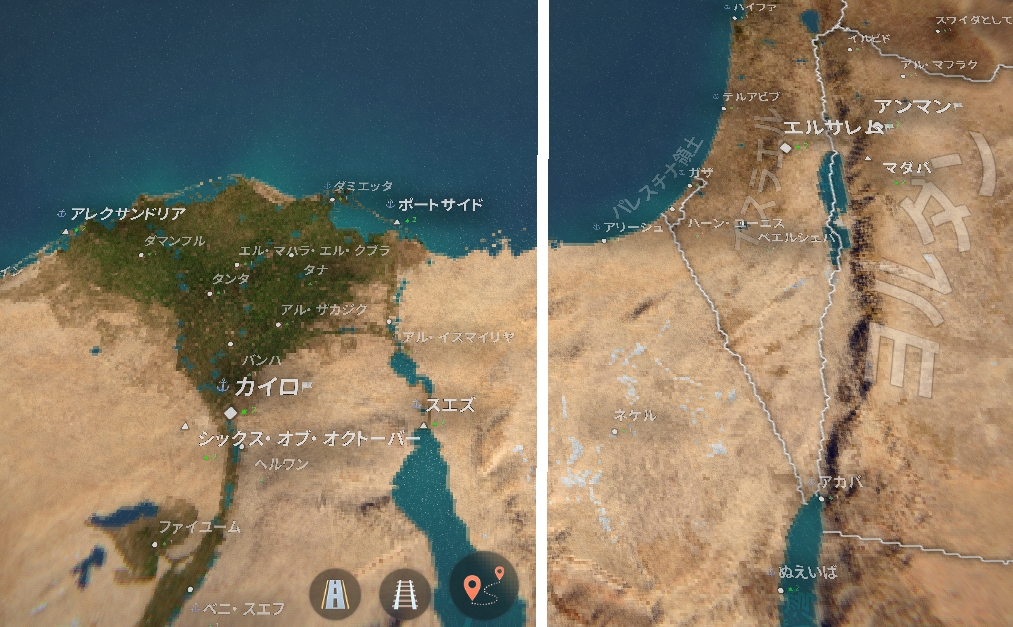 ダミエッタ
ポートサイド
アレクサンドリア
ダマンフル
エル・マハラ・エル・クブラ
タナ
タンタ
アル・サカジグ
アル・イスマイリヤ
バンハ
カイロ
スエズ
シックス・オブ・オクトーバー
ヘルワン
ファイユーム
ベニ・スエフ
ハイファ
スワイダとして
イルビド
アル・マフラク
テルアビブ
アンマン
エルサレム
イスラエル
マダバ
パレスチナ領土
ガザ
ハーン・ユーニス
アリーシュ
ベエルシェバ
ヨルダン
ネケル
アカバ
ぬえいば